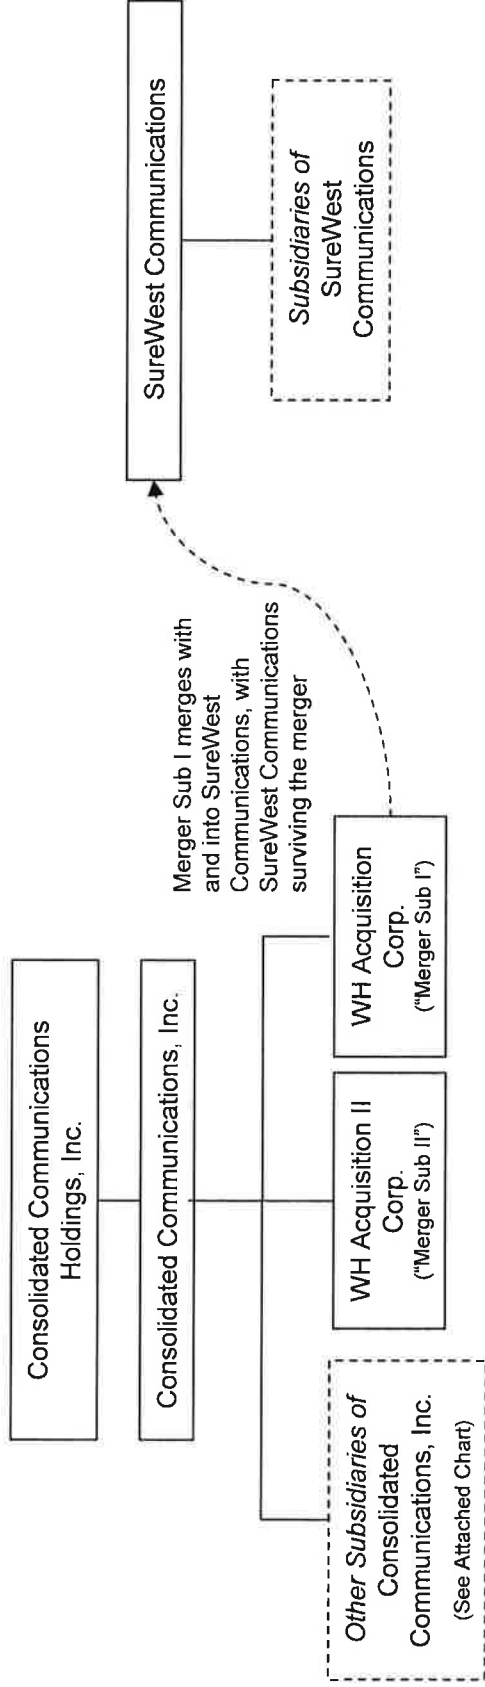 Consolidated Communications
Holdings, Inc.
Consolidated Communications, Inc.
Other Subsidiaries of
Consolidated
Communications, Inc.
(See Attached Chart)
WH Acquisition II
Corp.
("Merger Sub II")
WH Acquisition
Corp.
("Merger Sub I")
Merger Sub I merges with
and into SureWest
Communications, with
SureWest Communications
surviving the merger
SureWest Communications
Subsidiaries of
SureWest
Communications